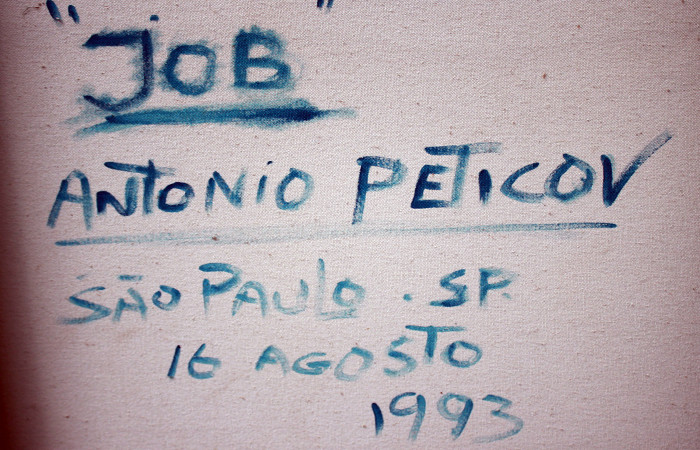 "JOB"
ANTONIO PETICOV
SÃO PAULO . SP.
16 AGOSTO
1993